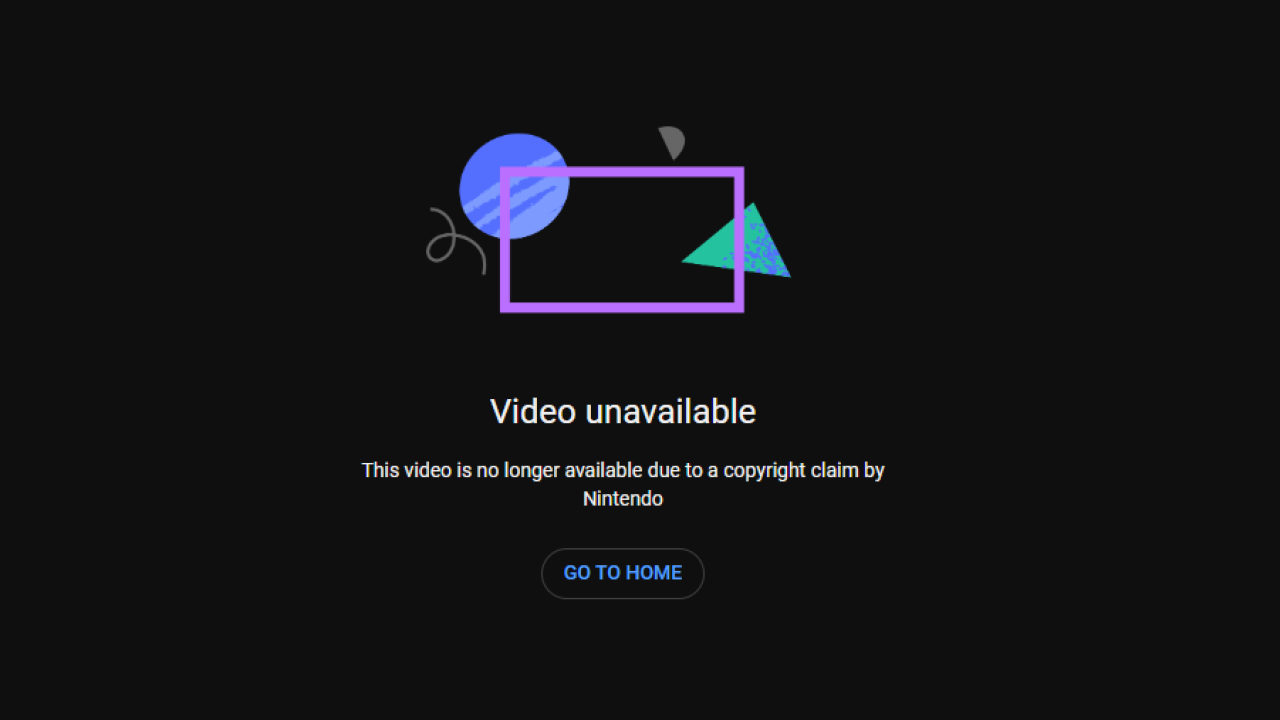 Video unavailable
This video is no longer available due to a copyright claim by
Nintendo
GO TO HOME